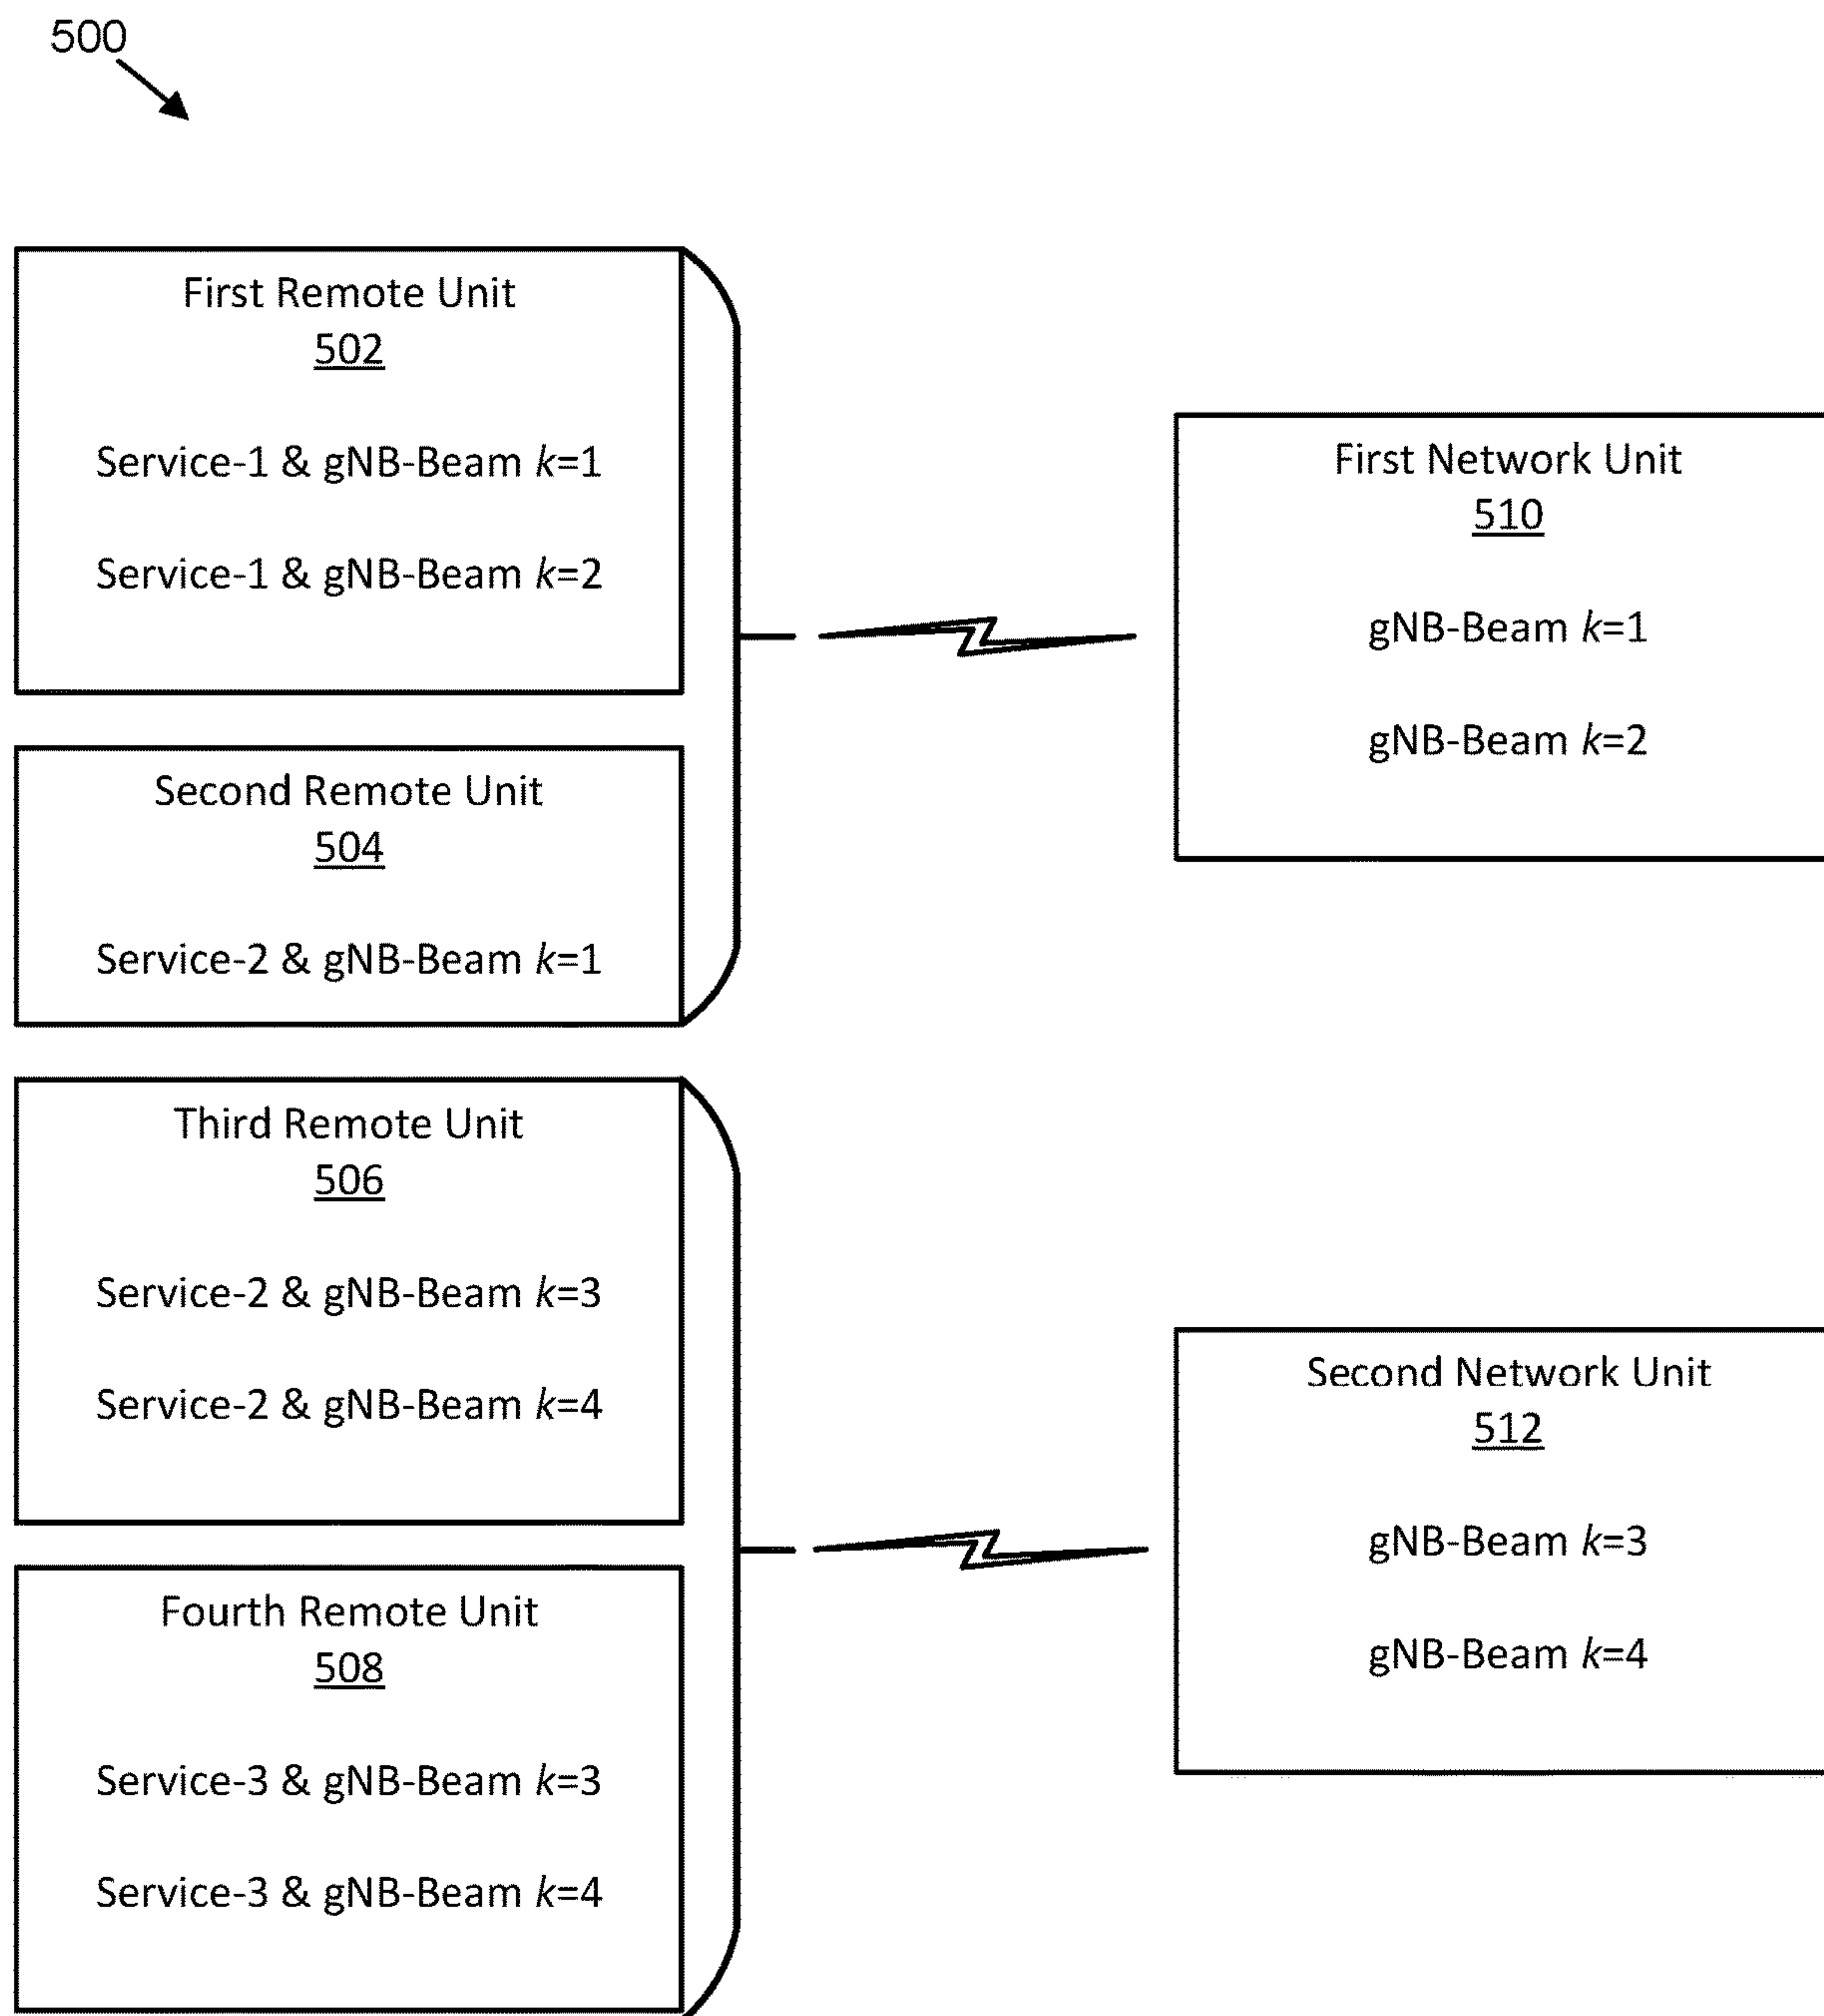 500
First Remote Unit
502
Service-1 & gNB-Beam k=1
Service-1 & gNB-Beam k=2
Second Remote Unit
504
Service-2 & gNB-Beam k=1
Third Remote Unit
506
Service-2 & gNB-Beam k=3
Service-2 & gNB-Beam k=4
Fourth Remote Unit
508
Service-3 & gNB-Beam k=3
Service-3 & gNB-Beam k=4
First Network Unit
510
gNB-Beam k=1
gNB-Beam k=2
Second Network Unit
512
gNB-Beam k=3
gNB-Beam k=4